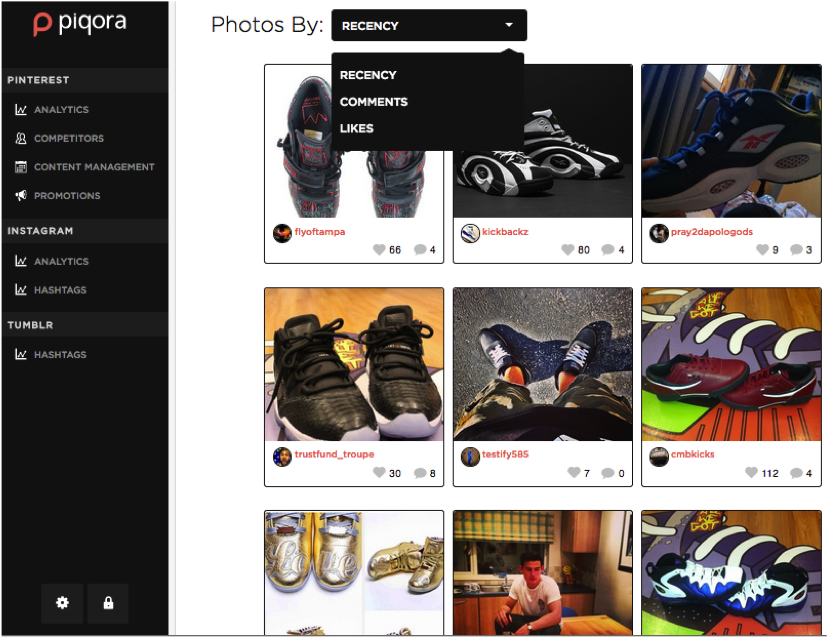 piqora
PINTEREST
ANALYTICS
COMPETITORS
CONTENT MANAGEMENT
PROMOTIONS
INSTAGRAM
ANALYTICS
HASHTAGS
TUMBLR
HASHTAGS
Photos By: RECENCY
RECENCY
COMMENTS
LIKES
flyoftampa
66 4
kickbackz
80 4
pray2dapologods
9 3
trustfund_troupe
30 8
testify585
7 0
cmbkicks
112 4